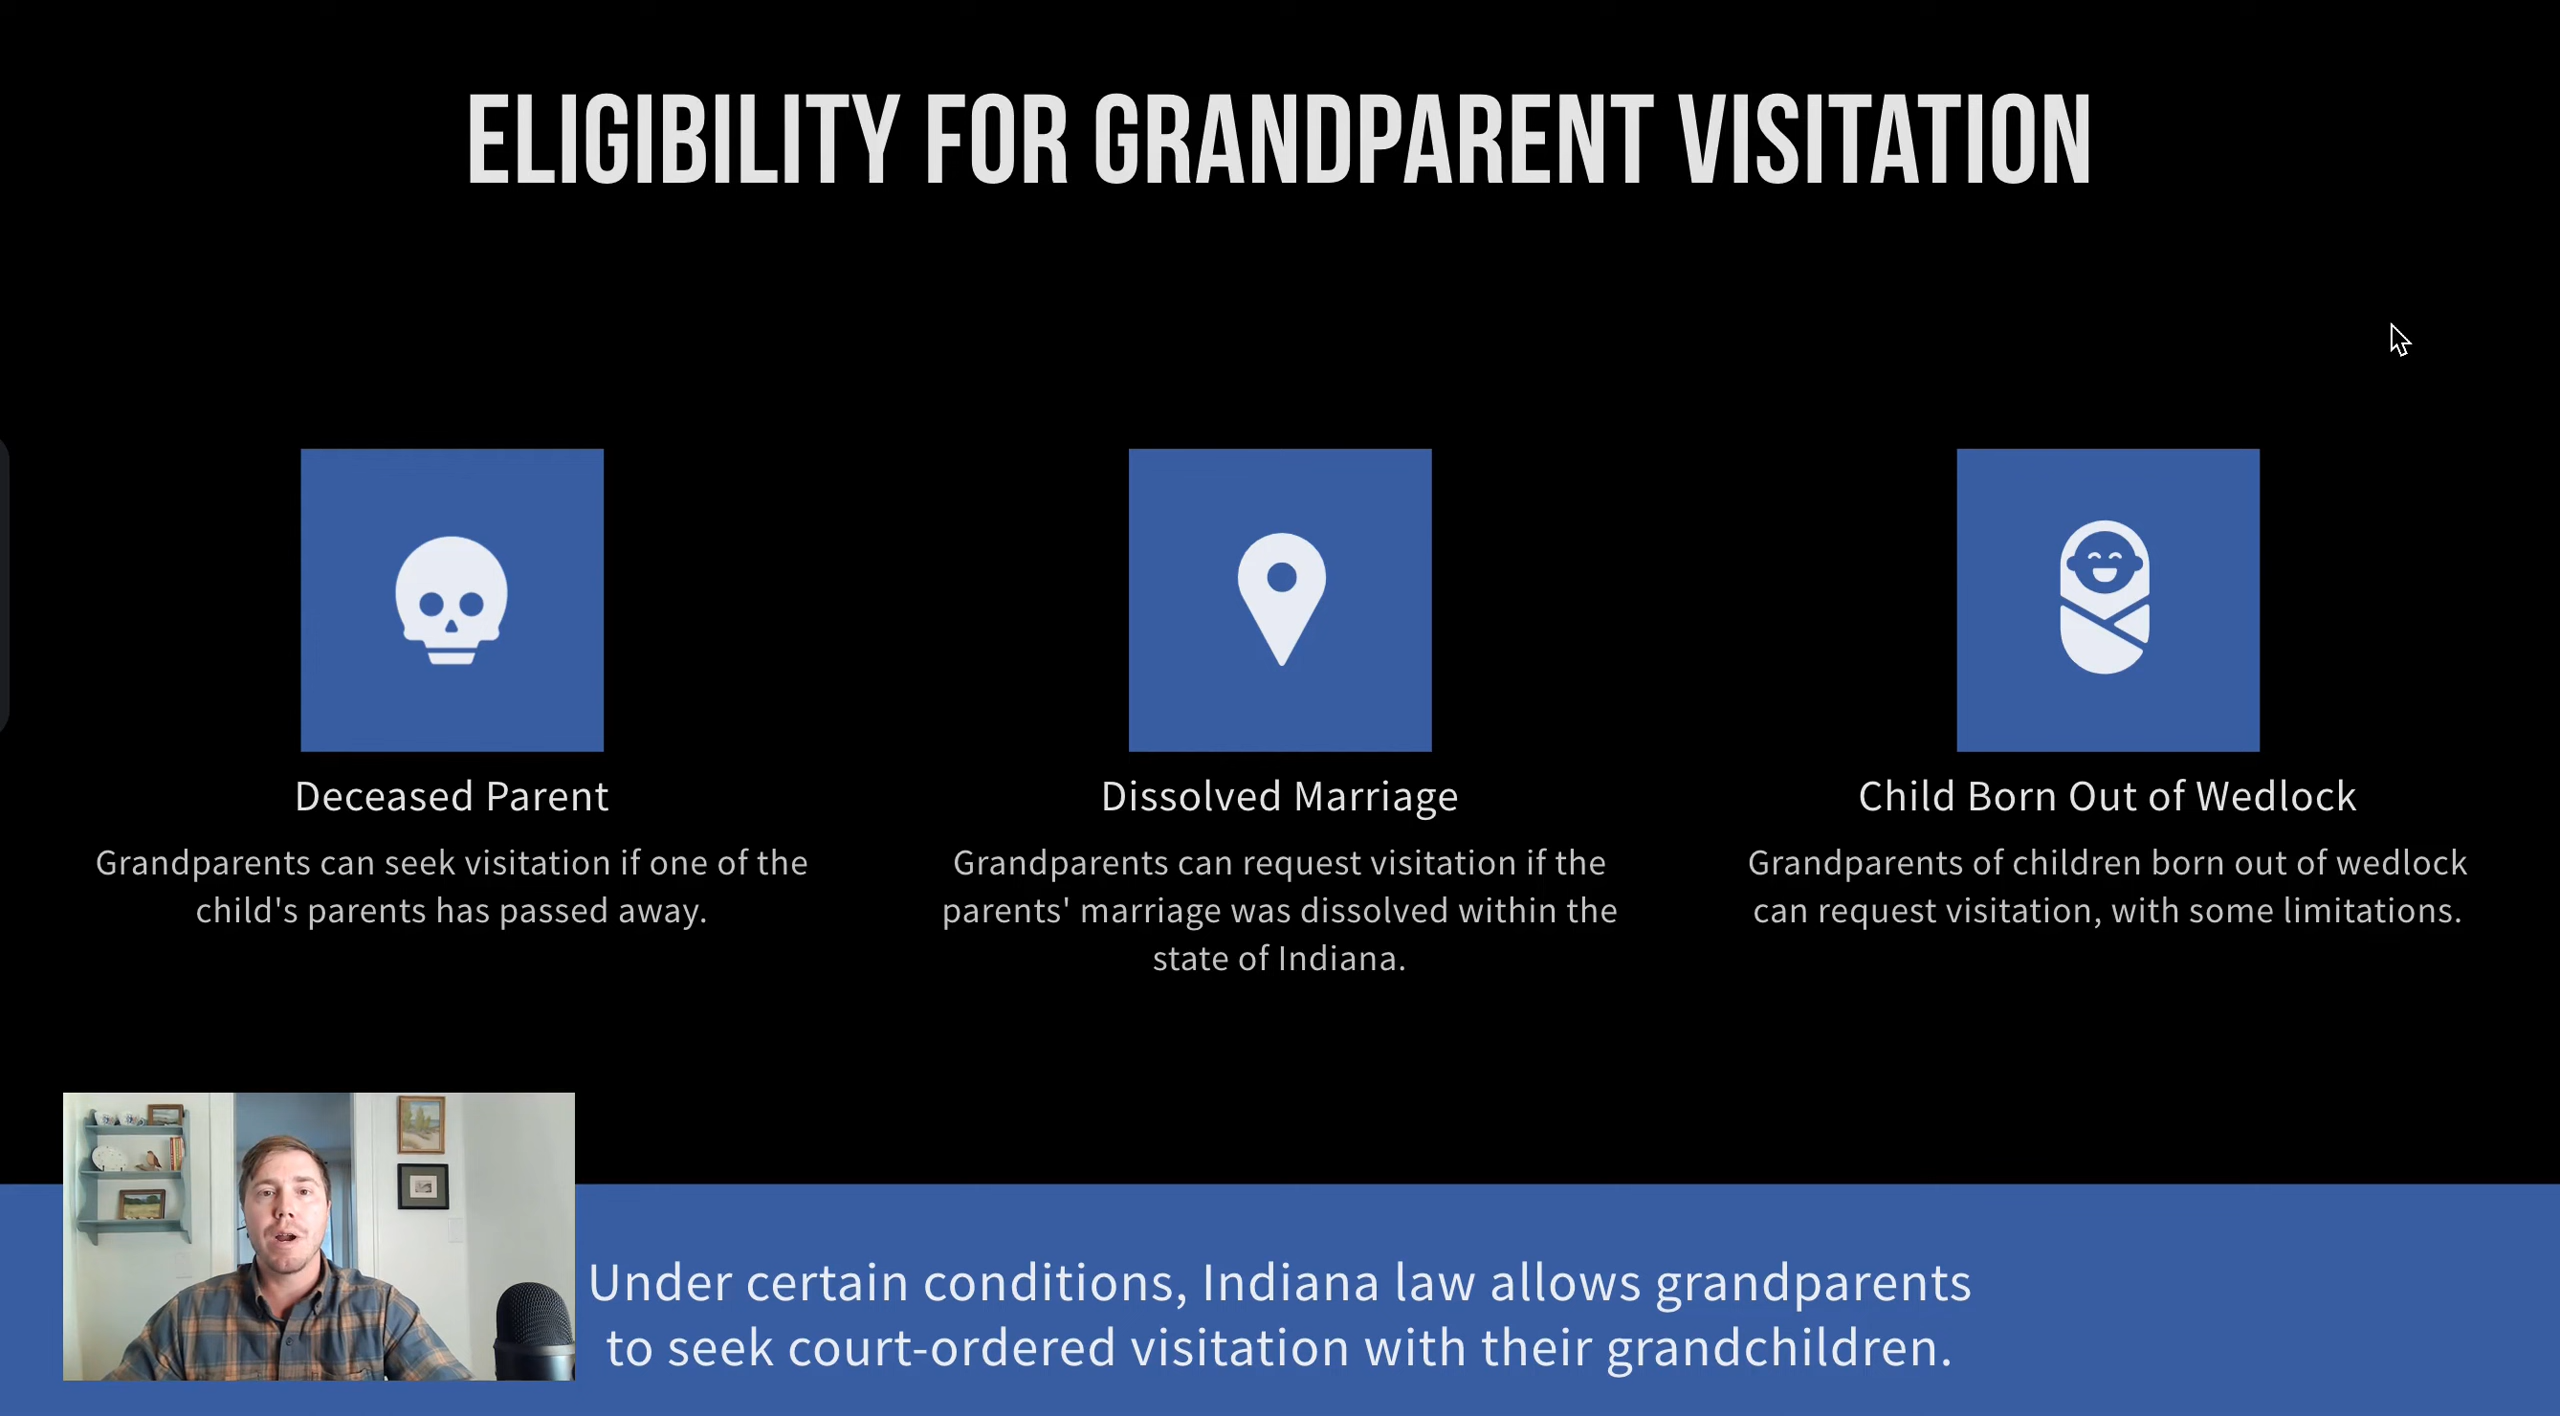 ELIGIBILITY FOR GRANDPARENT VISITATION
Deceased Parent
Grandparents can seek visitation if one of the
child's parents has passed away.
Dissolved Marriage
Grandparents can request visitation if the
parents' marriage was dissolved within the
state of Indiana.
Child Born Out of Wedlock
Grandparents of children born out of wedlock
can request visitation, with some limitations.
Under certain conditions, Indiana law allows grandparents
to seek court-ordered visitation with their grandchildren.